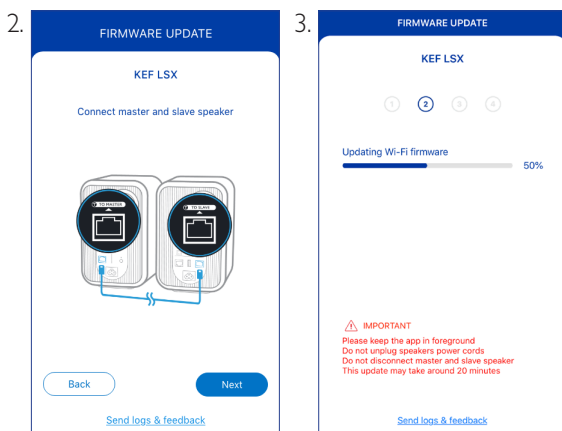 2.
FIRMWARE UPDATE
KEF LSX
Connect master and slave speaker
TO MASTER
TO SLAVE
Back
Next
Send logs & feedback
3.
FIRMWARE UPDATE
KEF LSX
1 2 3 4
Updating Wi-Fi firmware
50%
IMPORTANT
Please keep the app in foreground
Do not unplug speakers power cords
Do not disconnect master and slave speaker
This update may take around 20 minutes
Send logs & feedback